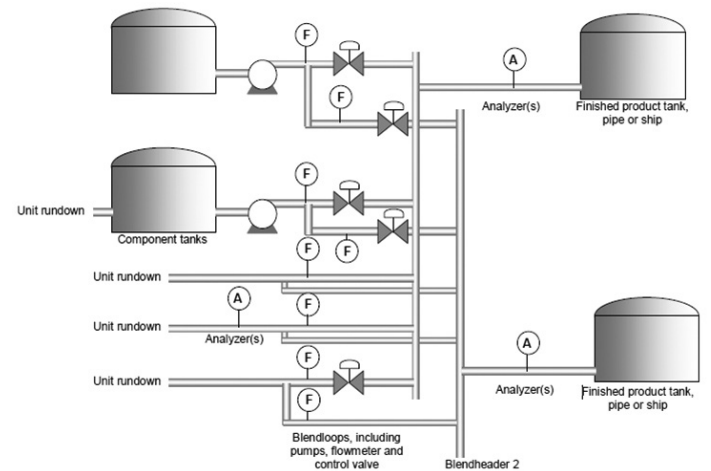 F
A
F
Analyzer(s)
Finished product tank,
pipe or ship
F
Unit rundown
Component tanks
F
F
Unit rundown
A
F
Unit rundown
Analyzer(s)
A
F
Unit rundown
Analyzer(s)
Finished product tank,
pipe or ship
F
Blendloops, including
pumps, flowmeter and
control valve
Blendheader 2